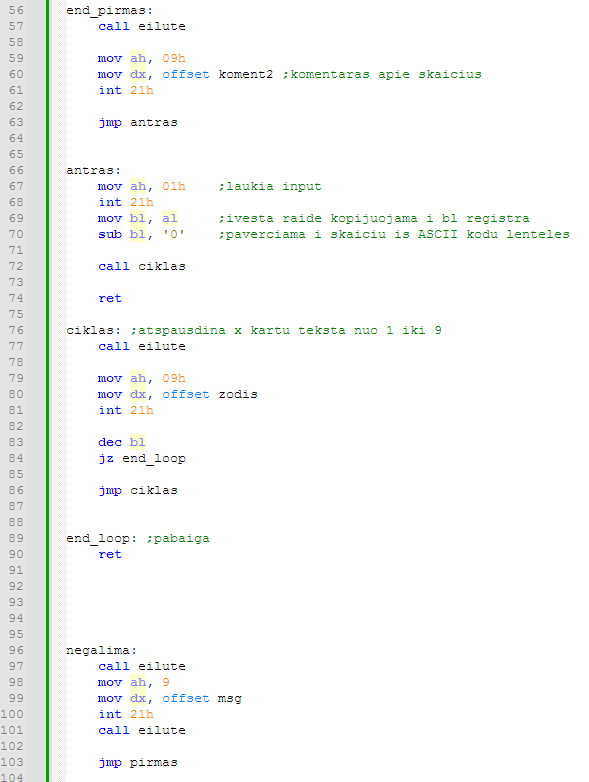 56 end_pirmas:
57 call eilute
58
59 mov ah, 09h
60 mov dx, offset koment2 ;komentaras apie skaicius
61 int 21h
62
63 jmp antras
64
65
66 antras:
67 mov ah, 01h ;laukia input
68 int 21h
69 mov bl, al ;ivesta raide kopijuojama i bl registra
70 sub bl, '0' ;paverciama i skaiciu is ASCII kodu lenteles
71
72 call ciklas
73
74 ret
75
76 ciklas: ;atspausdina x kartu teksta nuo 1 iki 9
77 call eilute
78
79 mov ah, 09h
80 mov dx, offset zodis
81 int 21h
82
83 dec bl
84 jz end_loop
85
86 jmp ciklas
87
88
89 end_loop: ;pabaiga
90 ret
91
92
93
94
95
96 negalima:
97 call eilute
98 mov ah, 9
99 mov dx, offset msg
100 int 21h
101 call eilute
102
103 jmp pirmas
104